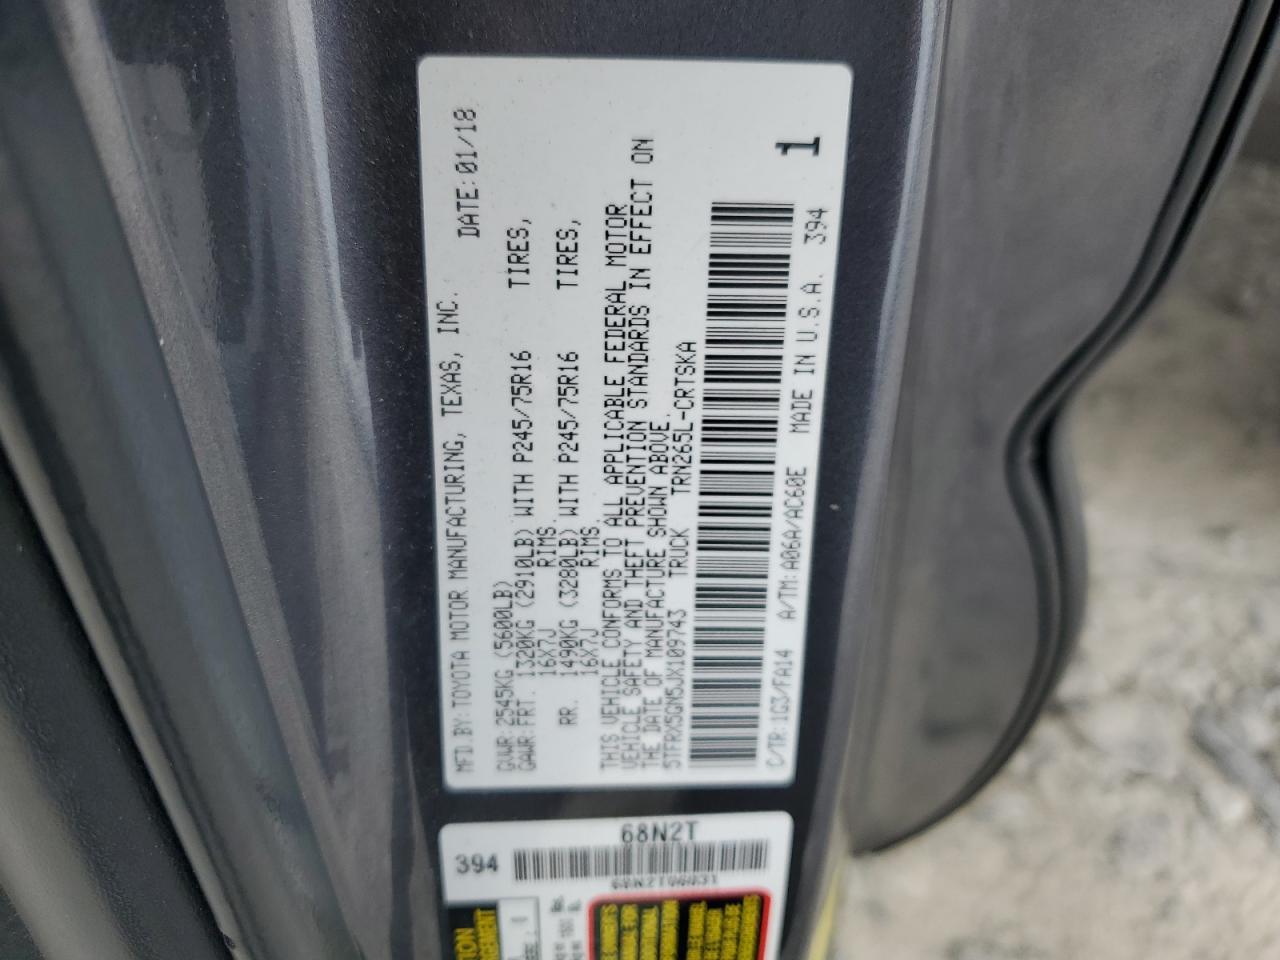 MFD.BY:TOYOTA MOTOR MANUFACTURING, TEXAS, INC. DATE:01/18
GVWR:2545KG (5600LB)
GAWR:FRT. 1320KG (2910LB) WITH P245/75R16 TIRES,
16X7J RIMS.
RR. 1490KG (3280LB) WITH P245/75R16 TIRES,
16X7J RIMS.
THIS VEHICLE CONFORMS TO ALL APPLICABLE FEDERAL MOTOR
VEHICLE SAFETY AND THEFT PREVENTION STANDARDS IN EFFECT ON
THE DATE OF MANUFACTURE SHOWN ABOVE.
5TFRX5GN5JX109743 TRUCK TRN265L-CRTSKA
C/TR:1G3/FA14 A/TM:A06A/AC60E MADE IN U.S.A. 394
1
68N2T
394
68N2T06031